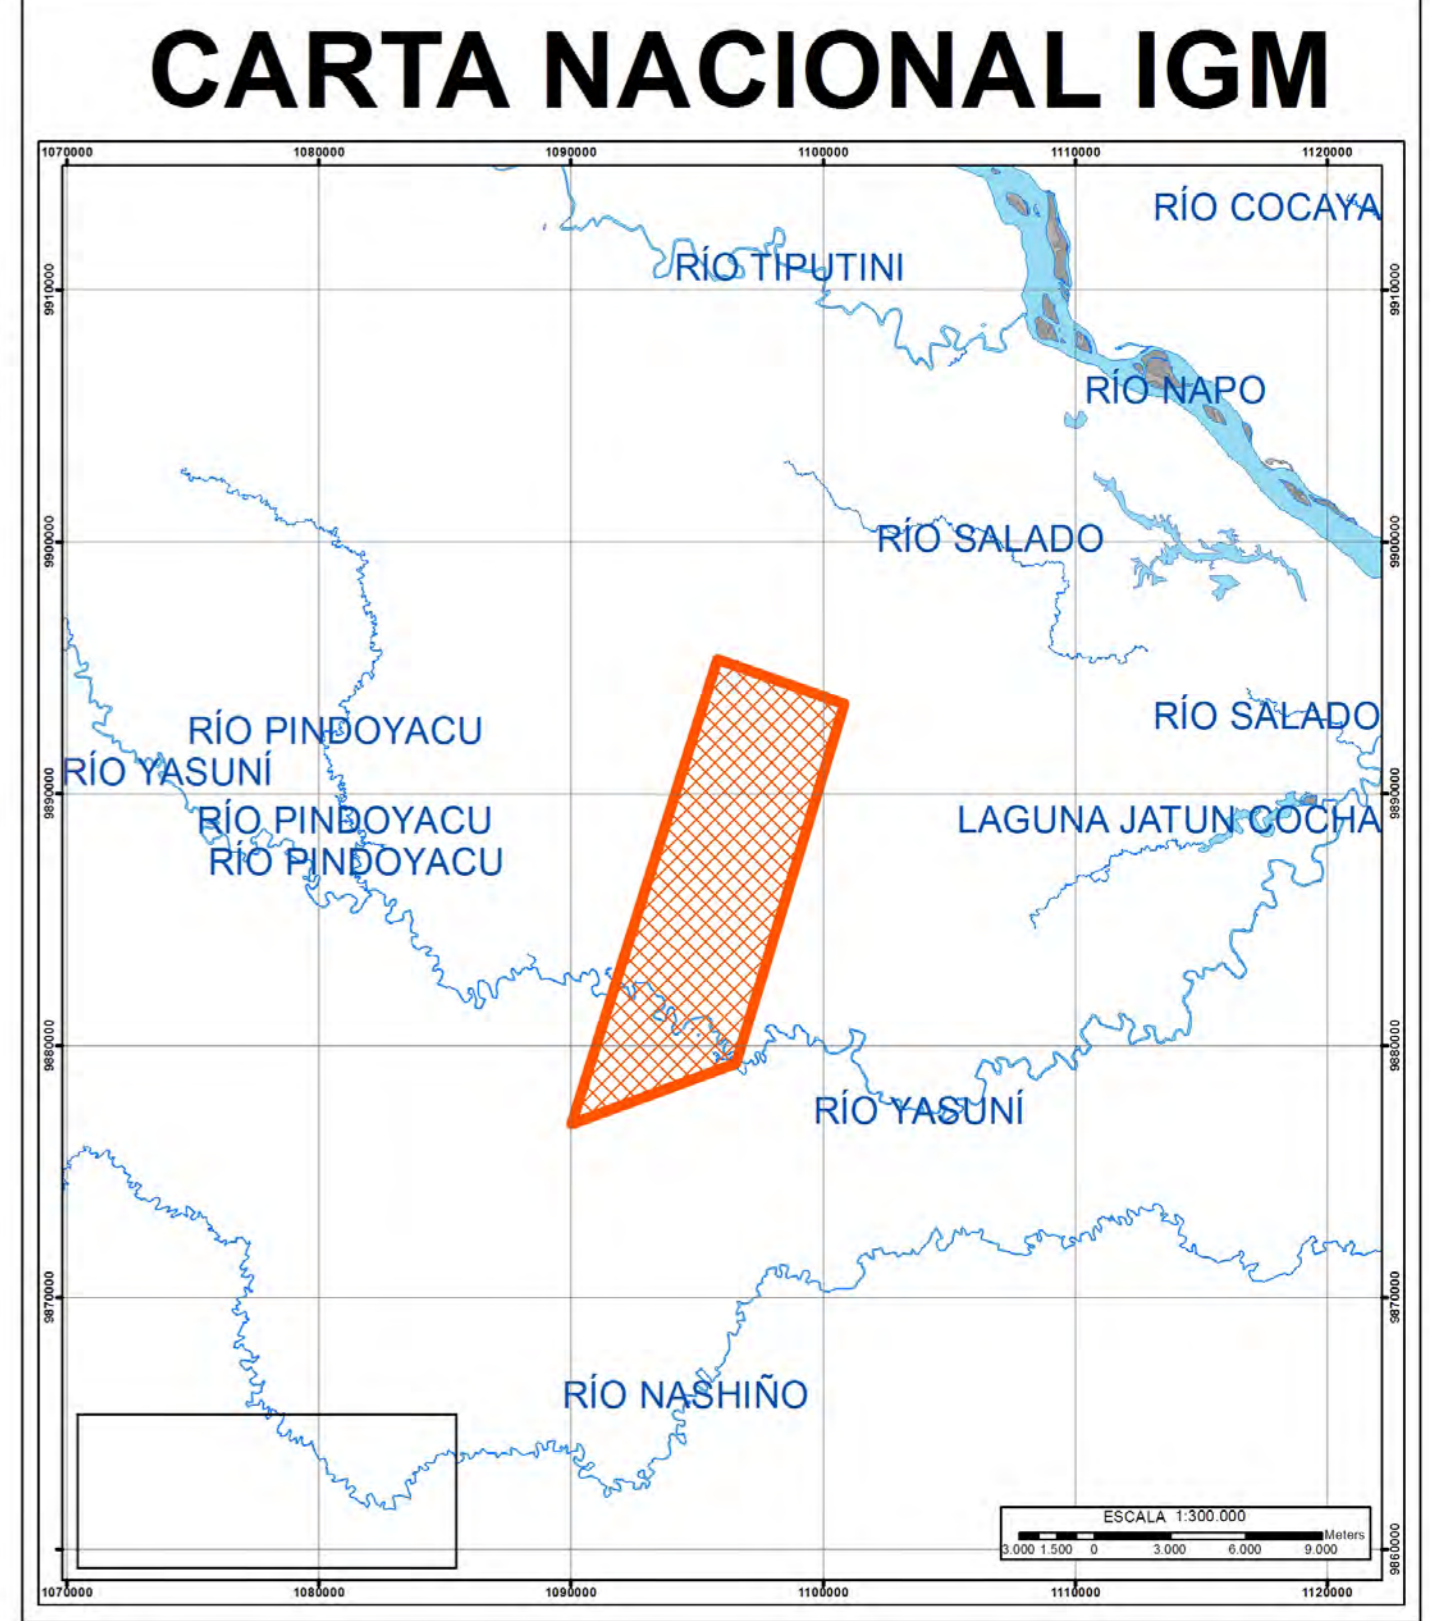 CARTA NACIONAL IGM
1070000 1080000 1090000 1100000 1110000 1120000
RÍO COCAYA
RÍO TIPUTINI
9910000 9910000
RÍO NAPO
RÍO SALADO
9900000 9900000
RÍO SALADO
RÍO PINDOYACU
RÍO YASUNÍ
9890000 9890000
RÍO PINDOYACU
LAGUNA JATUN COCHA
RÍO PINDOYACU
9880000 9880000
RÍO YASUNÍ
9870000 9870000
RÍO NASHIÑO
ESCALA 1:300.000
Meters
3.000 1.500 0 3.000 6.000 9.000
9860000
1070000 1080000 1090000 1100000 1110000 1120000